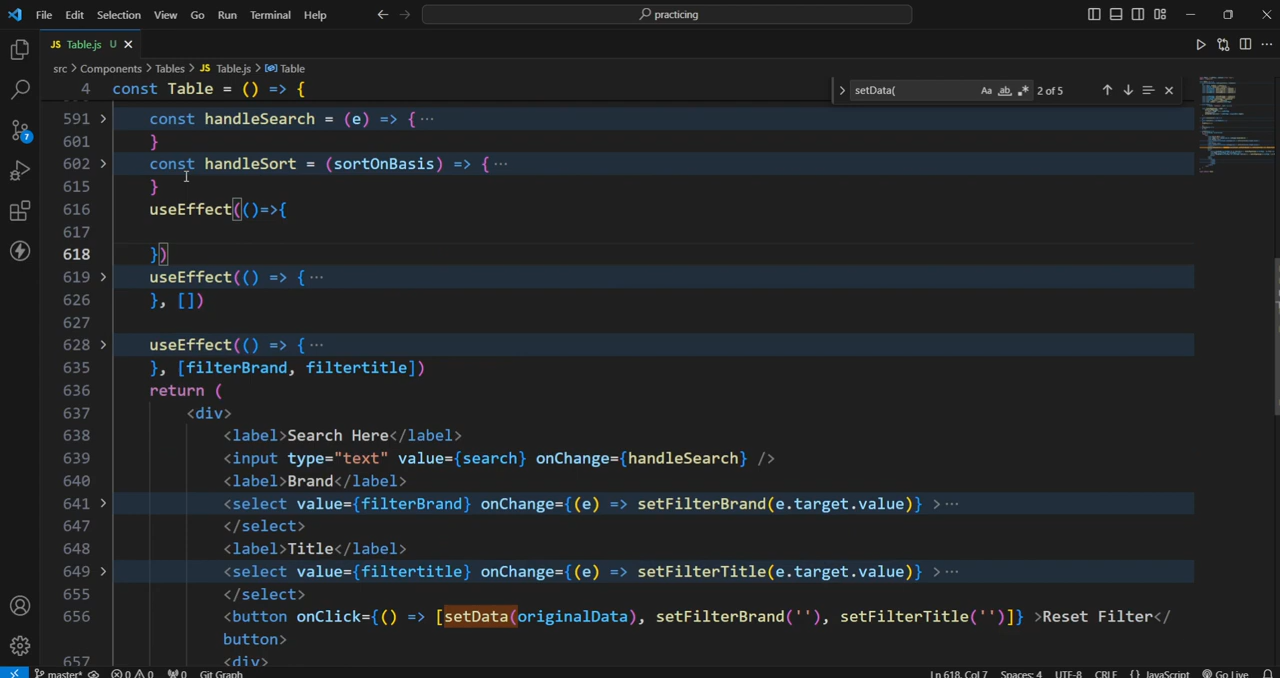 File Edit Selection View Go Run Terminal Help practicing
JS Table.js U
src > Components > Tables > JS Table.js > Table
4 const Table = () => {
setData( Aa ab .* 2 of 5
591 const handleSearch = (e) => { ···
601 }
602 const handleSort = (sortOnBasis) => { ···
615 }
616 useEffect(()=>{
617
618 })
619 useEffect(() => { ···
626 }, [])
627
628 useEffect(() => { ···
635 }, [filterBrand, filtertitle])
636 return (
637 <div>
638 <label>Search Here</label>
639 <input type="text" value={search} onChange={handleSearch} />
640 <label>Brand</label>
641 <select value={filterBrand} onChange={(e) => setFilterBrand(e.target.value)} > ···
647 </select>
648 <label>Title</label>
649 <select value={filtertitle} onChange={(e) => setFilterTitle(e.target.value)} > ···
655 </select>
656 <button onClick={() => [setData(originalData), setFilterBrand(''), setFilterTitle('')]} >Reset Filter</
button>
657 <div>
7
master* 0 0 0 Git Graph Ln 618, Col 7 Spaces: 4 UTF-8 CRLF {} JavaScript Go Live